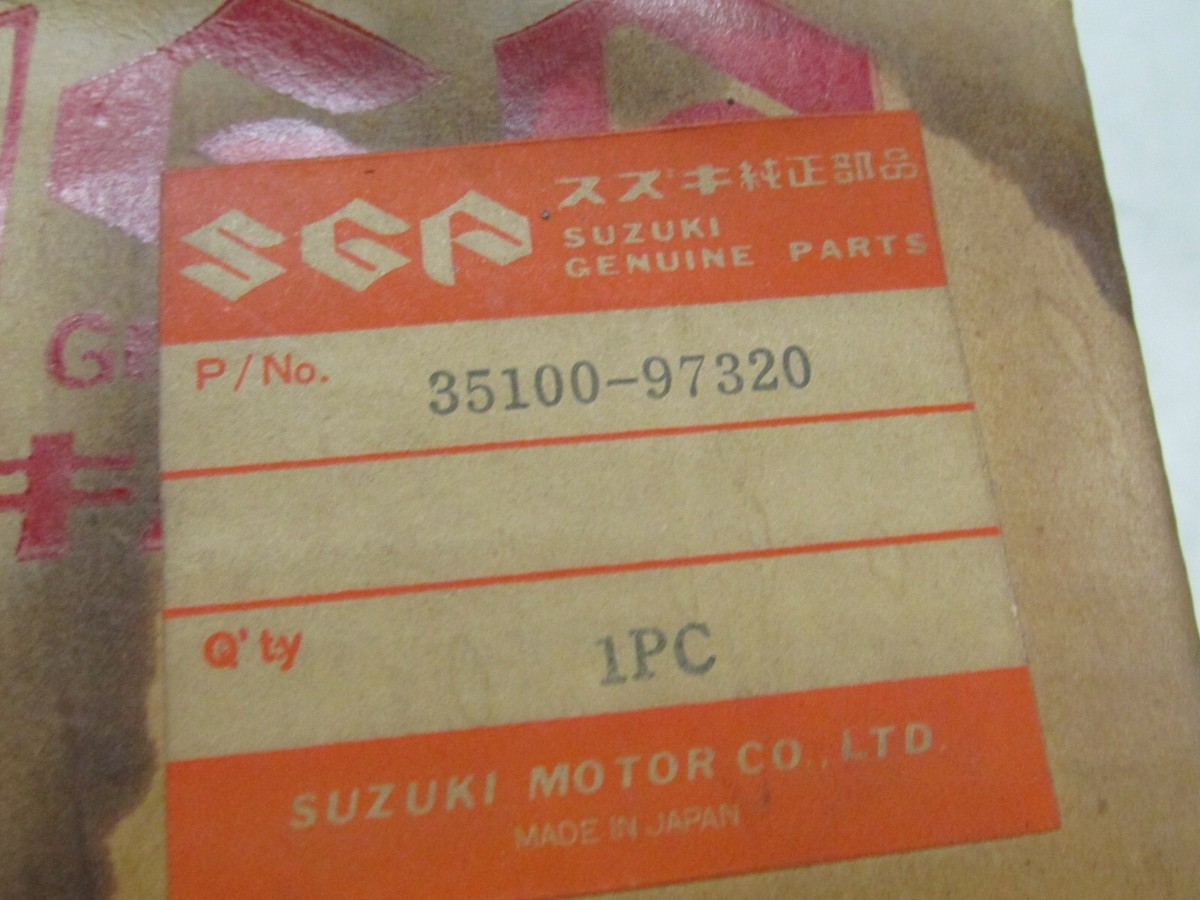 SGP
スズキ純正部品
SUZUKI
GENUINE PARTS
P/No.
35100-97320
Q'ty
1PC
SUZUKI MOTOR CO., LTD.
MADE IN JAPAN